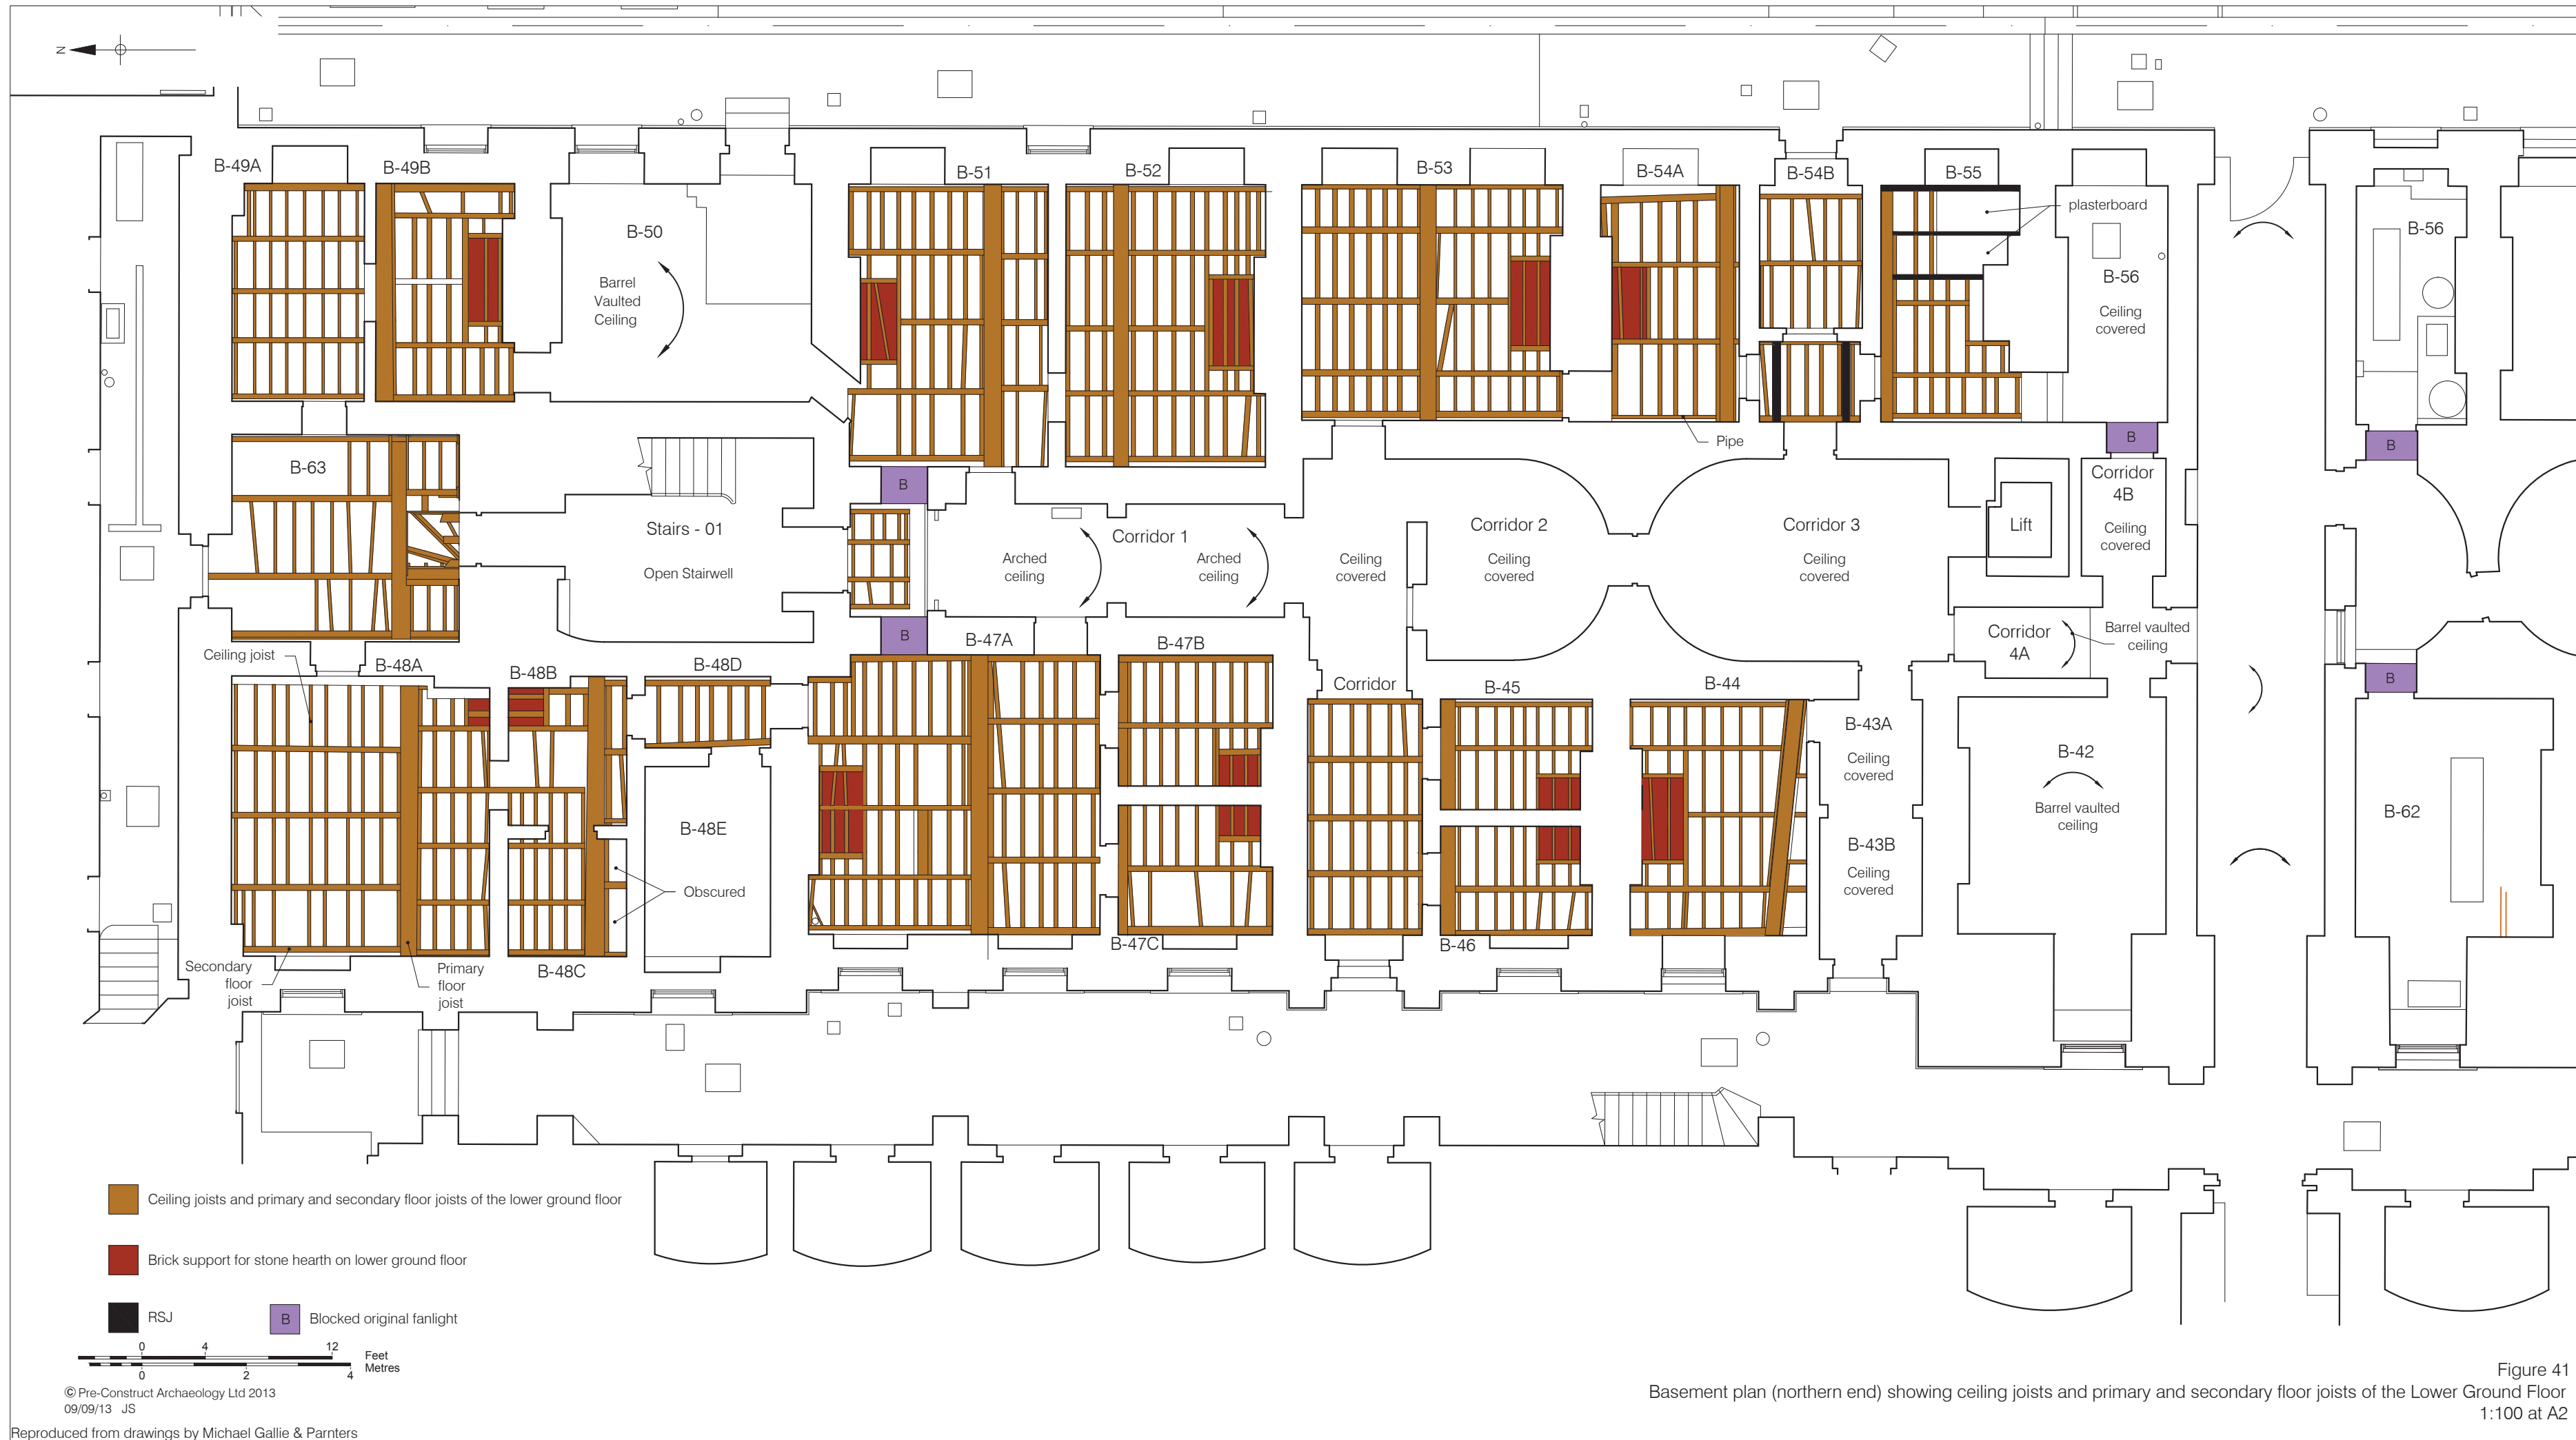 N
B-49A
B-49B
B-51
B-52
B-53
B-54A
B-54B
B-55
plasterboard
B-50
Barrel
Vaulted
Ceiling
B-56
Ceiling
covered
B-56
Pipe
B
B
B-63
B
Corridor
4B
Ceiling
covered
Stairs - 01
Open Stairwell
Corridor 1
Arched
ceiling
Arched
ceiling
Ceiling
covered
Corridor 2
Ceiling
covered
Corridor 3
Ceiling
covered
Lift
B
Corridor
4A
Barrel vaulted
ceiling
B
Ceiling joist
B-48A
B-48B
B-48D
B-47A
B-47B
Corridor
B-45
B-44
B-43A
Ceiling
covered
B-42
Barrel vaulted
ceiling
B-62
B-48E
B-43B
Ceiling
covered
Obscured
B-47C
B-46
B-48C
Secondary
floor
joist
Primary
floor
joist
Ceiling joists and primary and secondary floor joists of the lower ground floor
Brick support for stone hearth on lower ground floor
RSJ
B
Blocked original fanlight
0 4 12
Feet
Metres
0 2 4
© Pre-Construct Archaeology Ltd 2013
09/09/13 JS
Reproduced from drawings by Michael Gallie & Parnters
Figure 41
Basement plan (northern end) showing ceiling joists and primary and secondary floor joists of the Lower Ground Floor
1:100 at A2